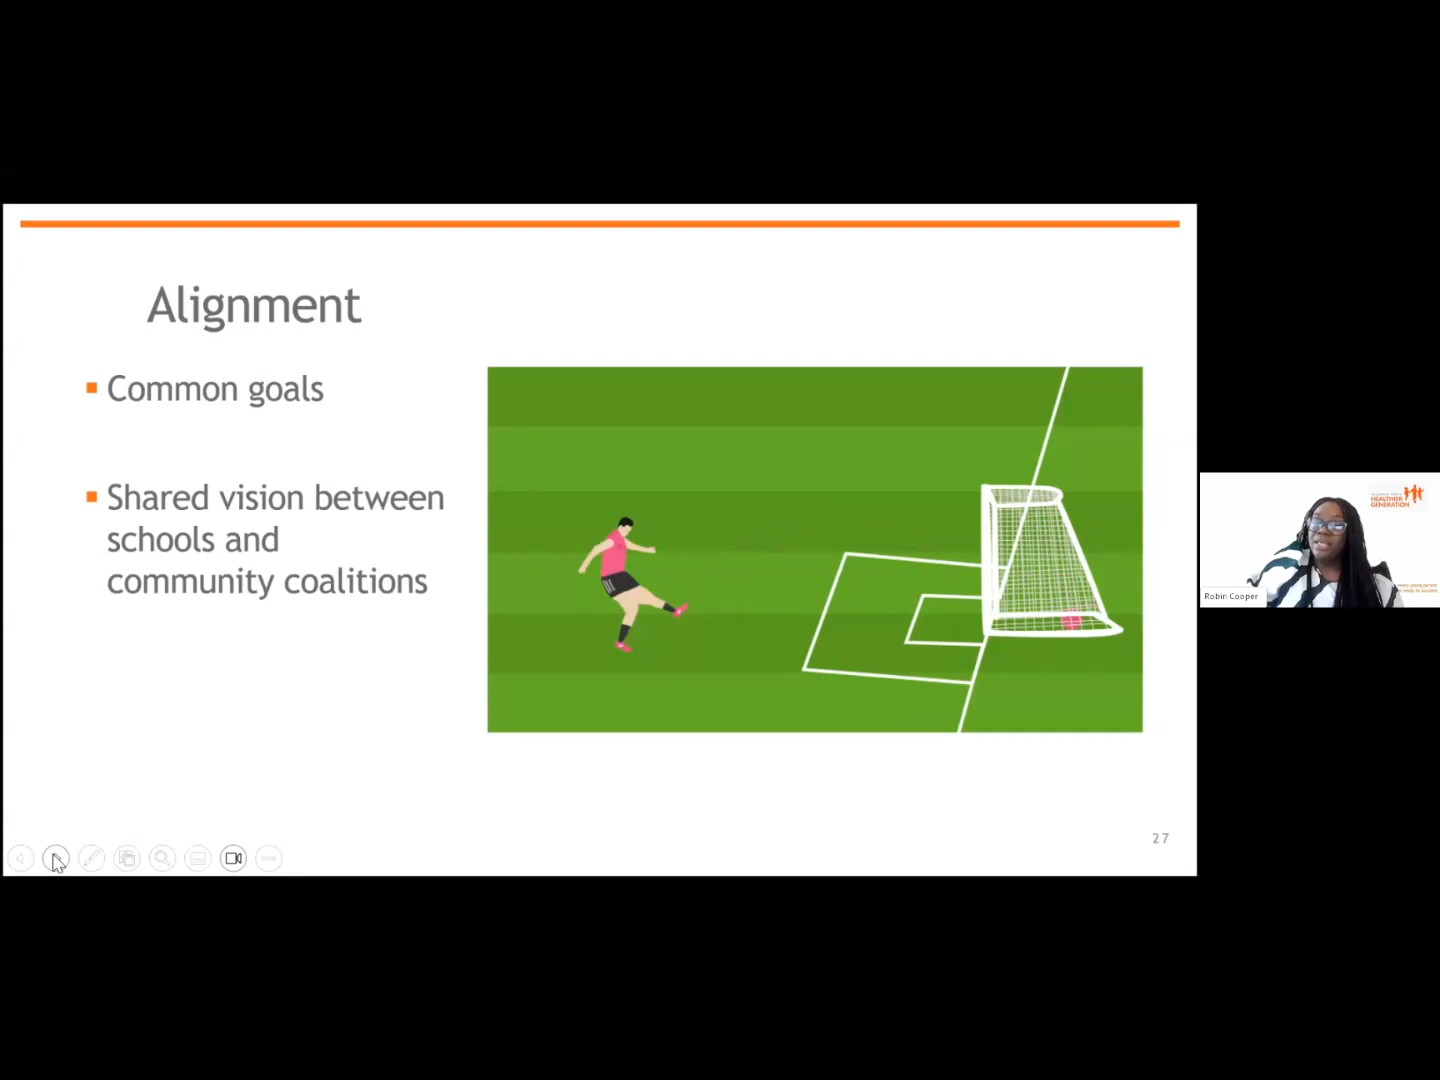 Alignment
Common goals
Shared vision between
schools and
community coalitions
27
HEALTHIER
GENERATION
Robin Cooper